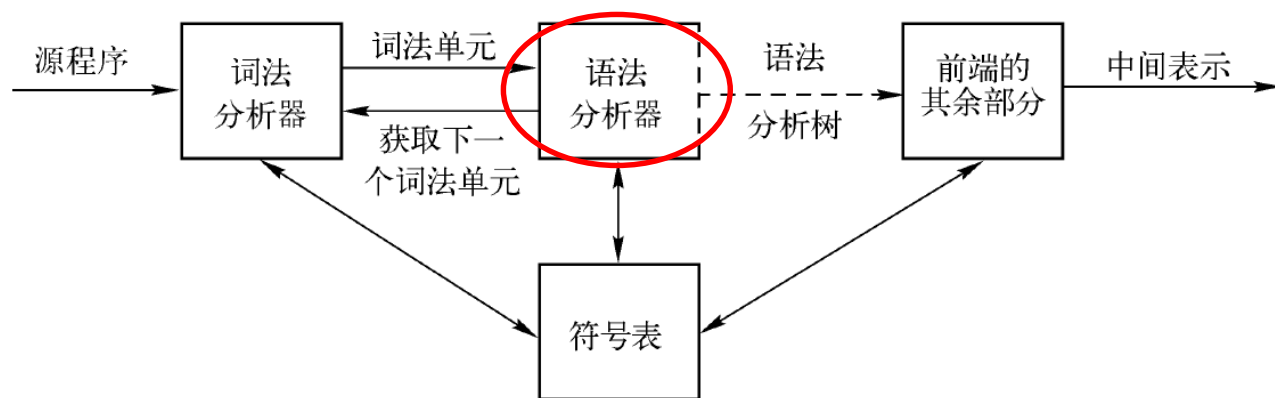 源程序
词法
分析器
词法单元
获取下一
个词法单元
语法
分析器
语法
分析树
前端的
其余部分
中间表示
符号表